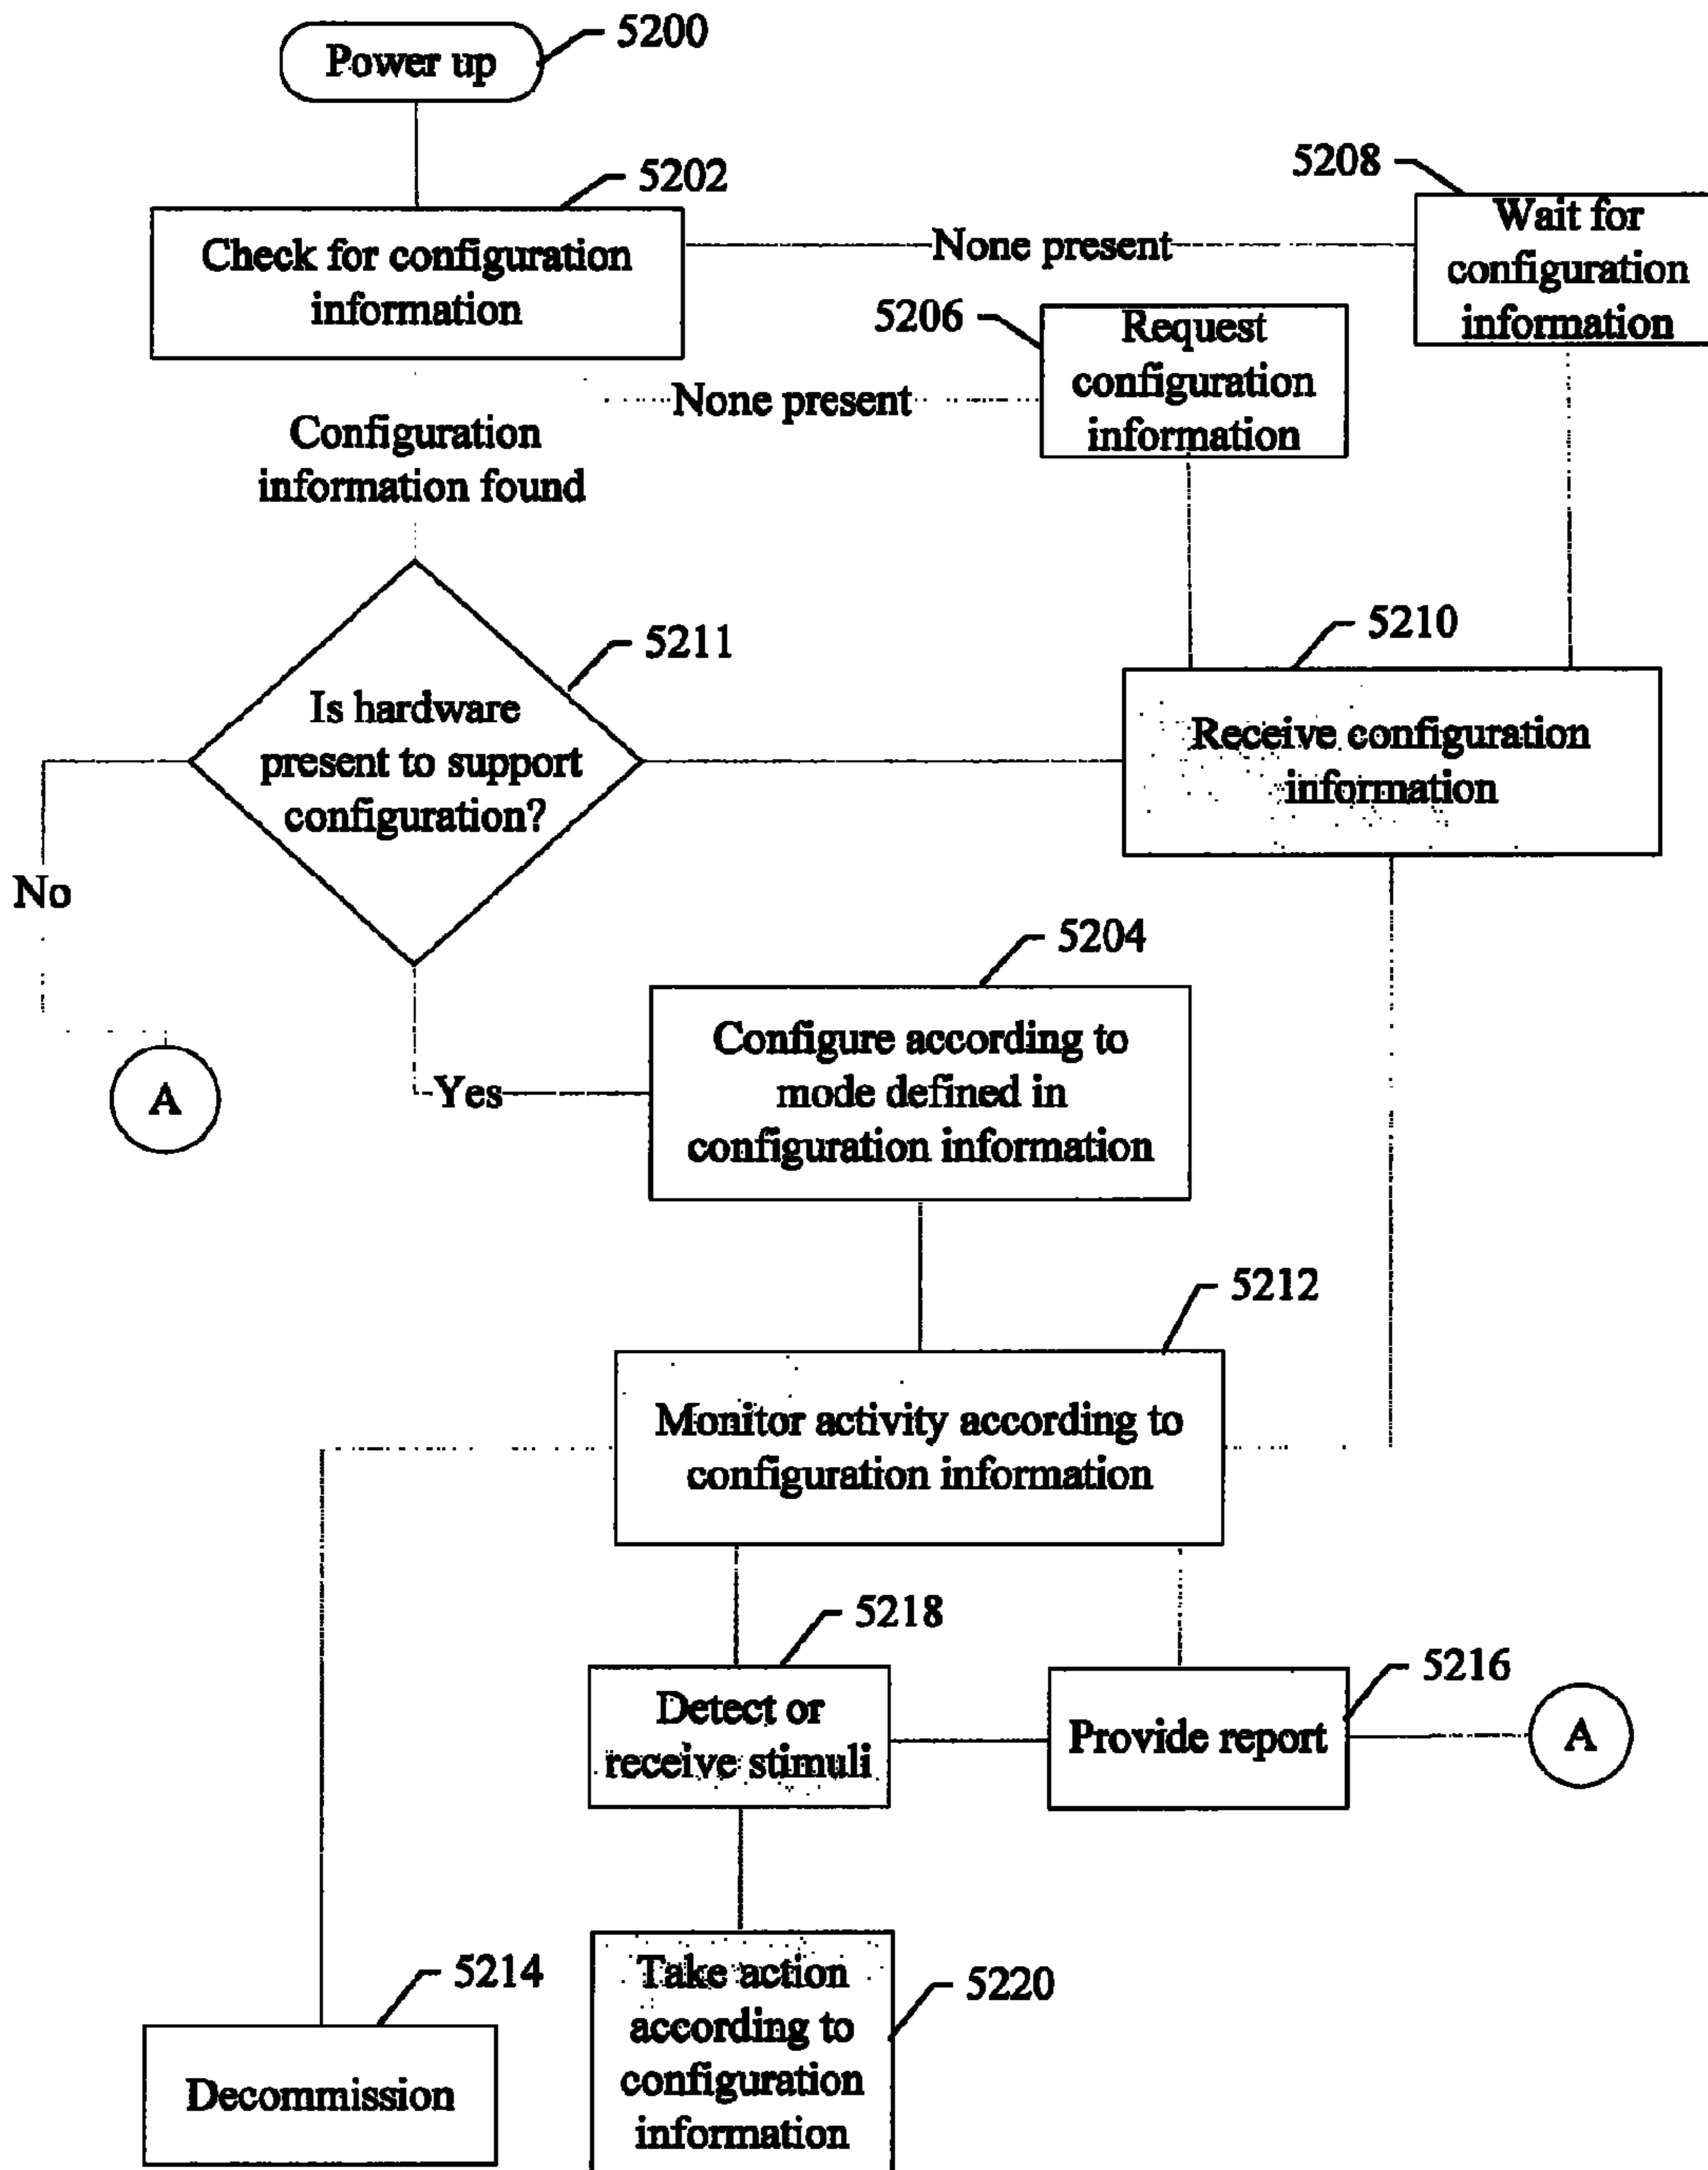 Power up
5200
5202
Check for configuration
information
None present
5208
Wait for
configuration
information
5206
Request
configuration
information
None present
Configuration
information found
5211
Is hardware
present to support
configuration?
5210
Receive configuration
information
No
A
Yes
5204
Configure according to
mode defined in
configuration information
5212
Monitor activity according to
configuration information
5218
Detect or
receive stimuli
5216
Provide report
A
5214
Decommission
5220
Take action
according to
configuration
information